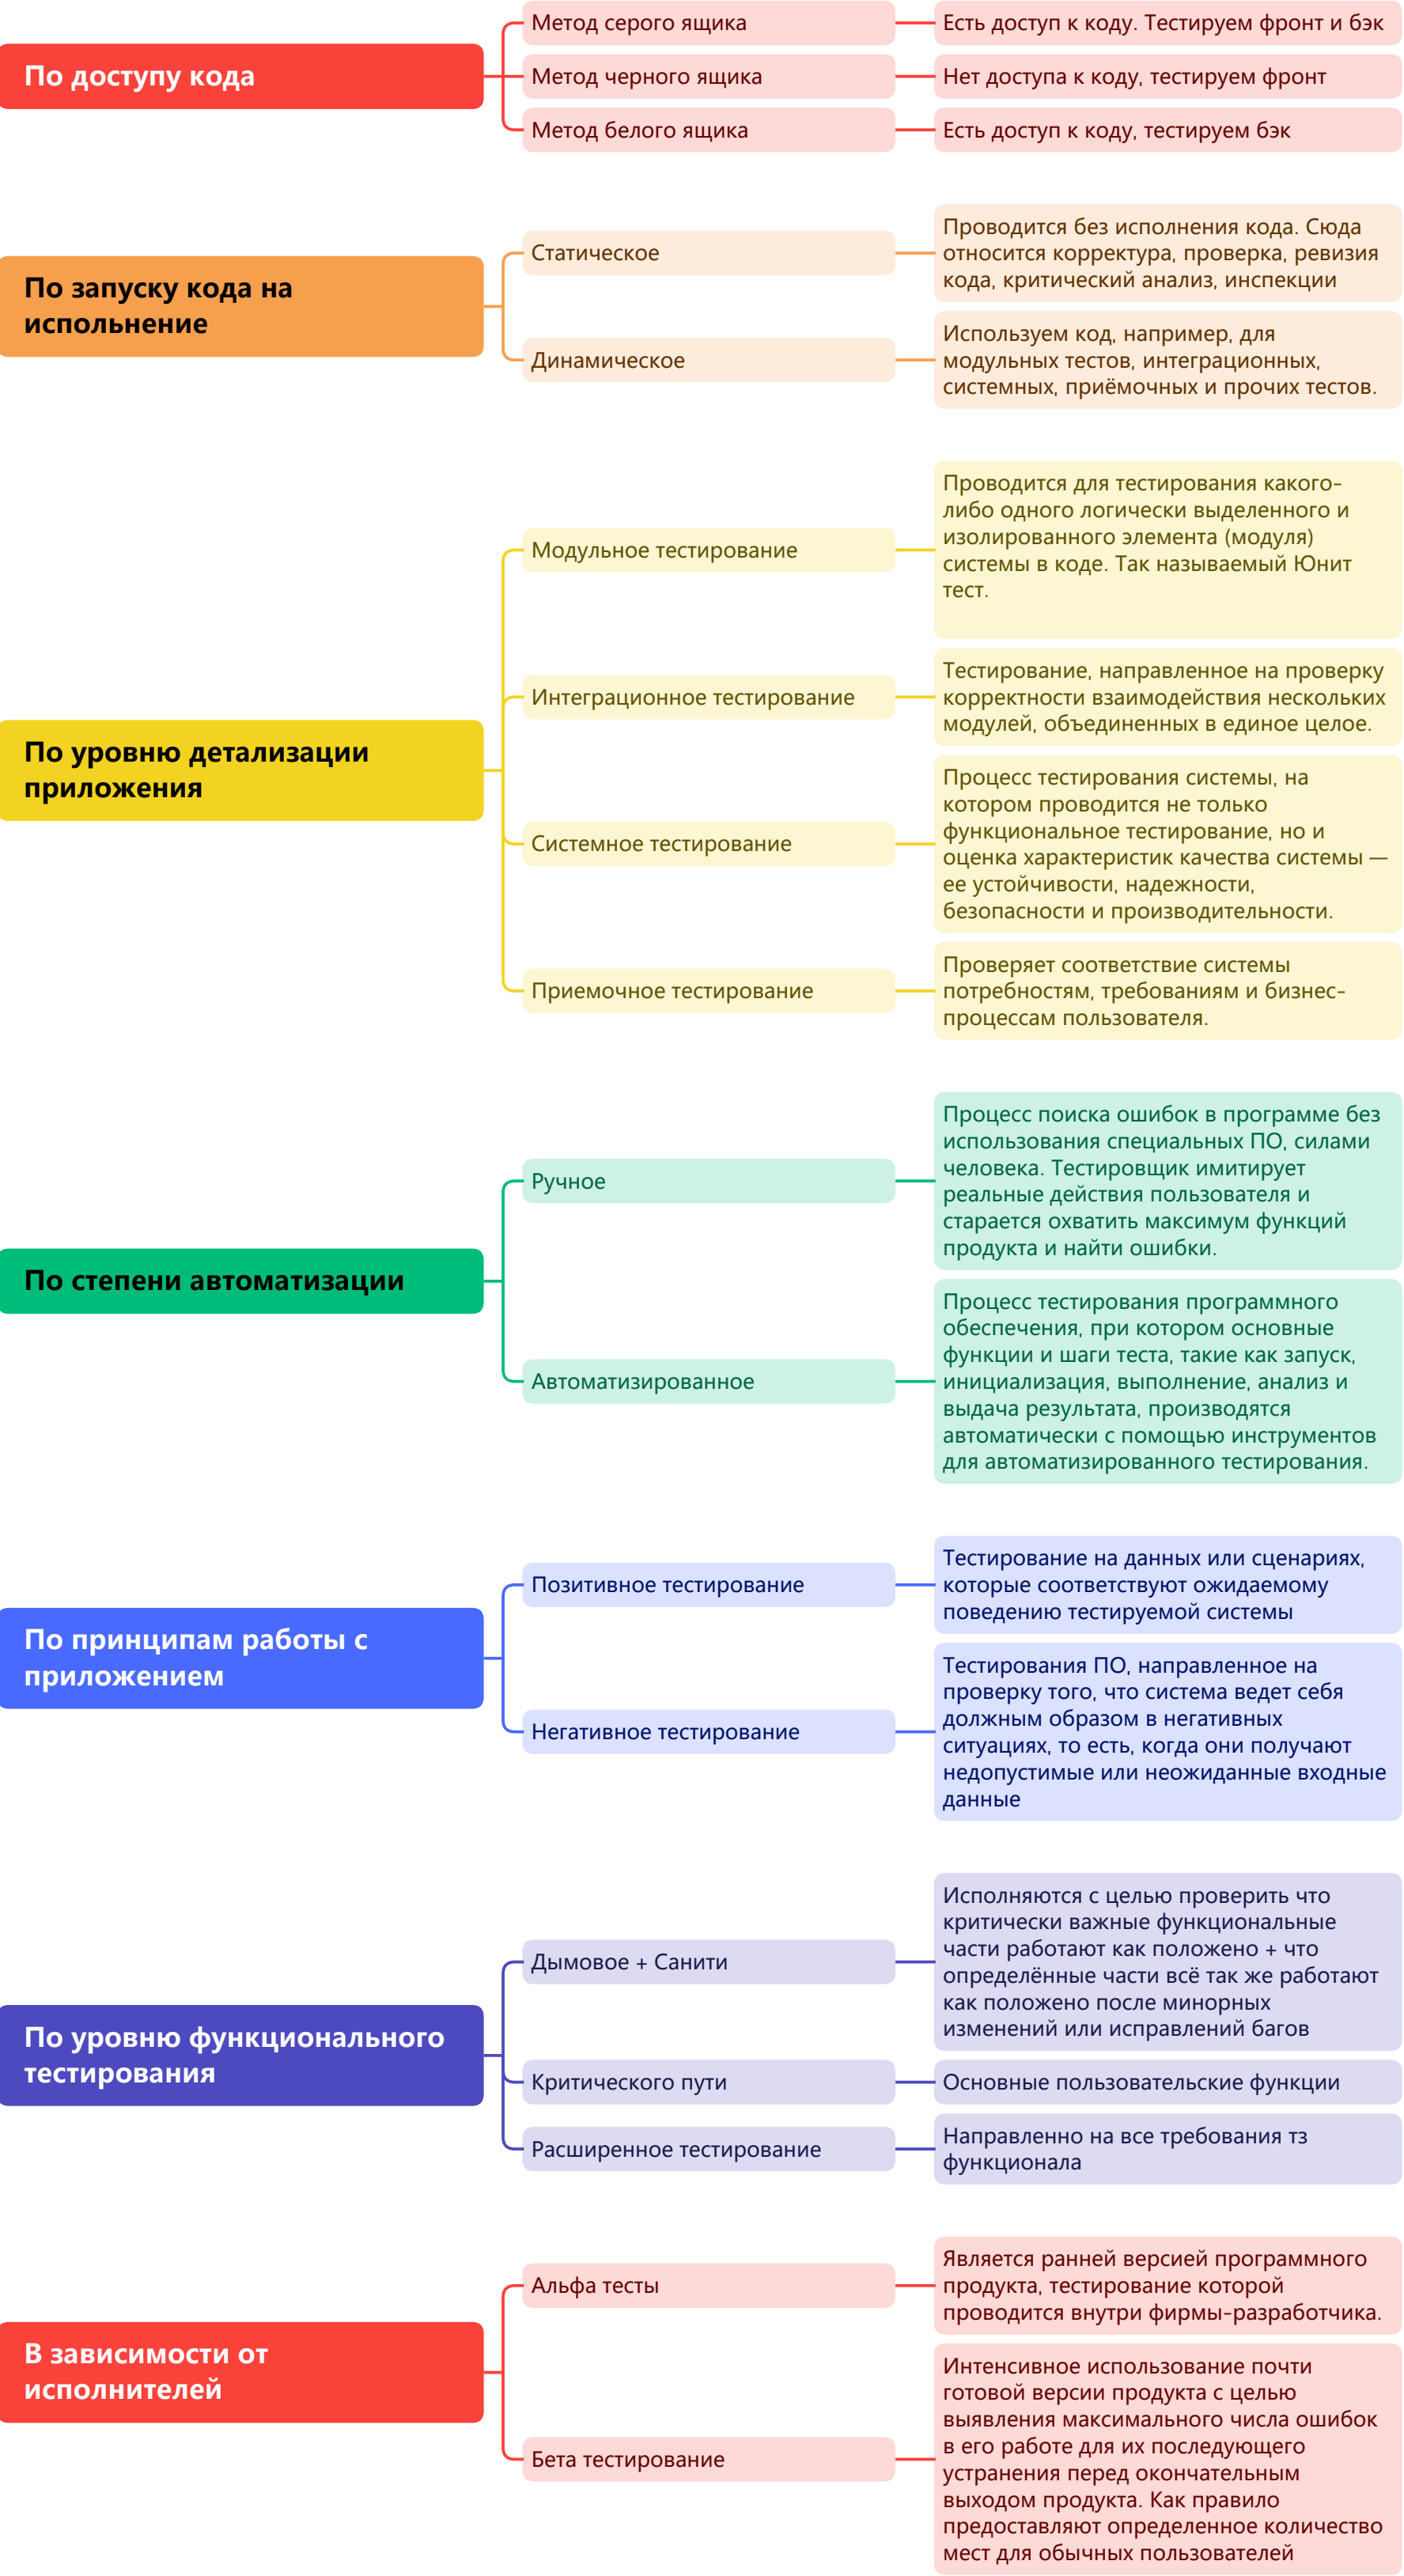 По доступу кода
Метод серого ящика
Есть доступ к коду. Тестируем фронт и бэк
Метод черного ящика
Нет доступа к коду, тестируем фронт
Метод белого ящика
Есть доступ к коду, тестируем бэк
По запуску кода на
испольнение
Статическое
Проводится без исполнения кода. Сюда
относится корректура, проверка, ревизия
кода, критический анализ, инспекции
Динамическое
Используем код, например, для
модульных тестов, интеграционных,
системных, приёмочных и прочих тестов.
По уровню детализации
приложения
Модульное тестирование
Проводится для тестирования какого-
либо одного логически выделенного и
изолированного элемента (модуля)
системы в коде. Так называемый Юнит
тест.
Интеграционное тестирование
Тестирование, направленное на проверку
корректности взаимодействия нескольких
модулей, объединенных в единое целое.
Системное тестирование
Процесс тестирования системы, на
котором проводится не только
функциональное тестирование, но и
оценка характеристик качества системы —
ее устойчивости, надежности,
безопасности и производительности.
Приемочное тестирование
Проверяет соответствие системы
потребностям, требованиям и бизнес-
процессам пользователя.
По степени автоматизации
Ручное
Процесс поиска ошибок в программе без
использования специальных ПО, силами
человека. Тестировщик имитирует
реальные действия пользователя и
старается охватить максимум функций
продукта и найти ошибки.
Автоматизированное
Процесс тестирования программного
обеспечения, при котором основные
функции и шаги теста, такие как запуск,
инициализация, выполнение, анализ и
выдача результата, производятся
автоматически с помощью инструментов
для автоматизированного тестирования.
По принципам работы с
приложением
Позитивное тестирование
Тестирование на данных или сценариях,
которые соответствуют ожидаемому
поведению тестируемой системы
Негативное тестирование
Тестирования ПО, направленное на
проверку того, что система ведет себя
должным образом в негативных
ситуациях, то есть, когда они получают
недопустимые или неожиданные входные
данные
По уровню функционального
тестирования
Дымовое + Санити
Исполняются с целью проверить что
критически важные функциональные
части работают как положено + что
определённые части всё так же работают
как положено после минорных
изменений или исправлений багов
Критического пути
Основные пользовательские функции
Расширенное тестирование
Направленно на все требования тз
функционала
В зависимости от
исполнителей
Альфа тесты
Является ранней версией программного
продукта, тестирование которой
проводится внутри фирмы-разработчика.
Бета тестирование
Интенсивное использование почти
готовой версии продукта с целью
выявления максимального числа ошибок
в его работе для их последующего
устранения перед окончательным
выходом продукта. Как правило
предоставляют определенное количество
мест для обычных пользователей